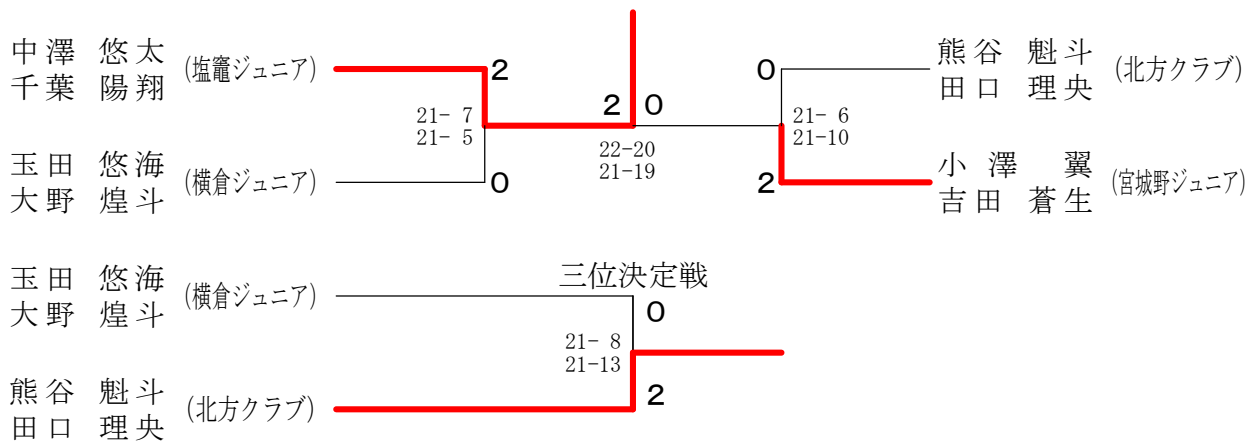 中澤 悠太
千葉 陽翔
(塩竈ジュニア)
2
21- 7
21- 5
玉田 悠海
大野 煌斗
(横倉ジュニア)
0
2 0
22-20
21-19
0
熊谷 魁斗
田口 理央
(北方クラブ)
21- 6
21-10
2
小澤 翼
吉田 蒼生
(宮城野ジュニア)
三位決定戦
玉田 悠海
大野 煌斗
(横倉ジュニア)
0
21- 8
21-13
熊谷 魁斗
田口 理央
(北方クラブ)
2